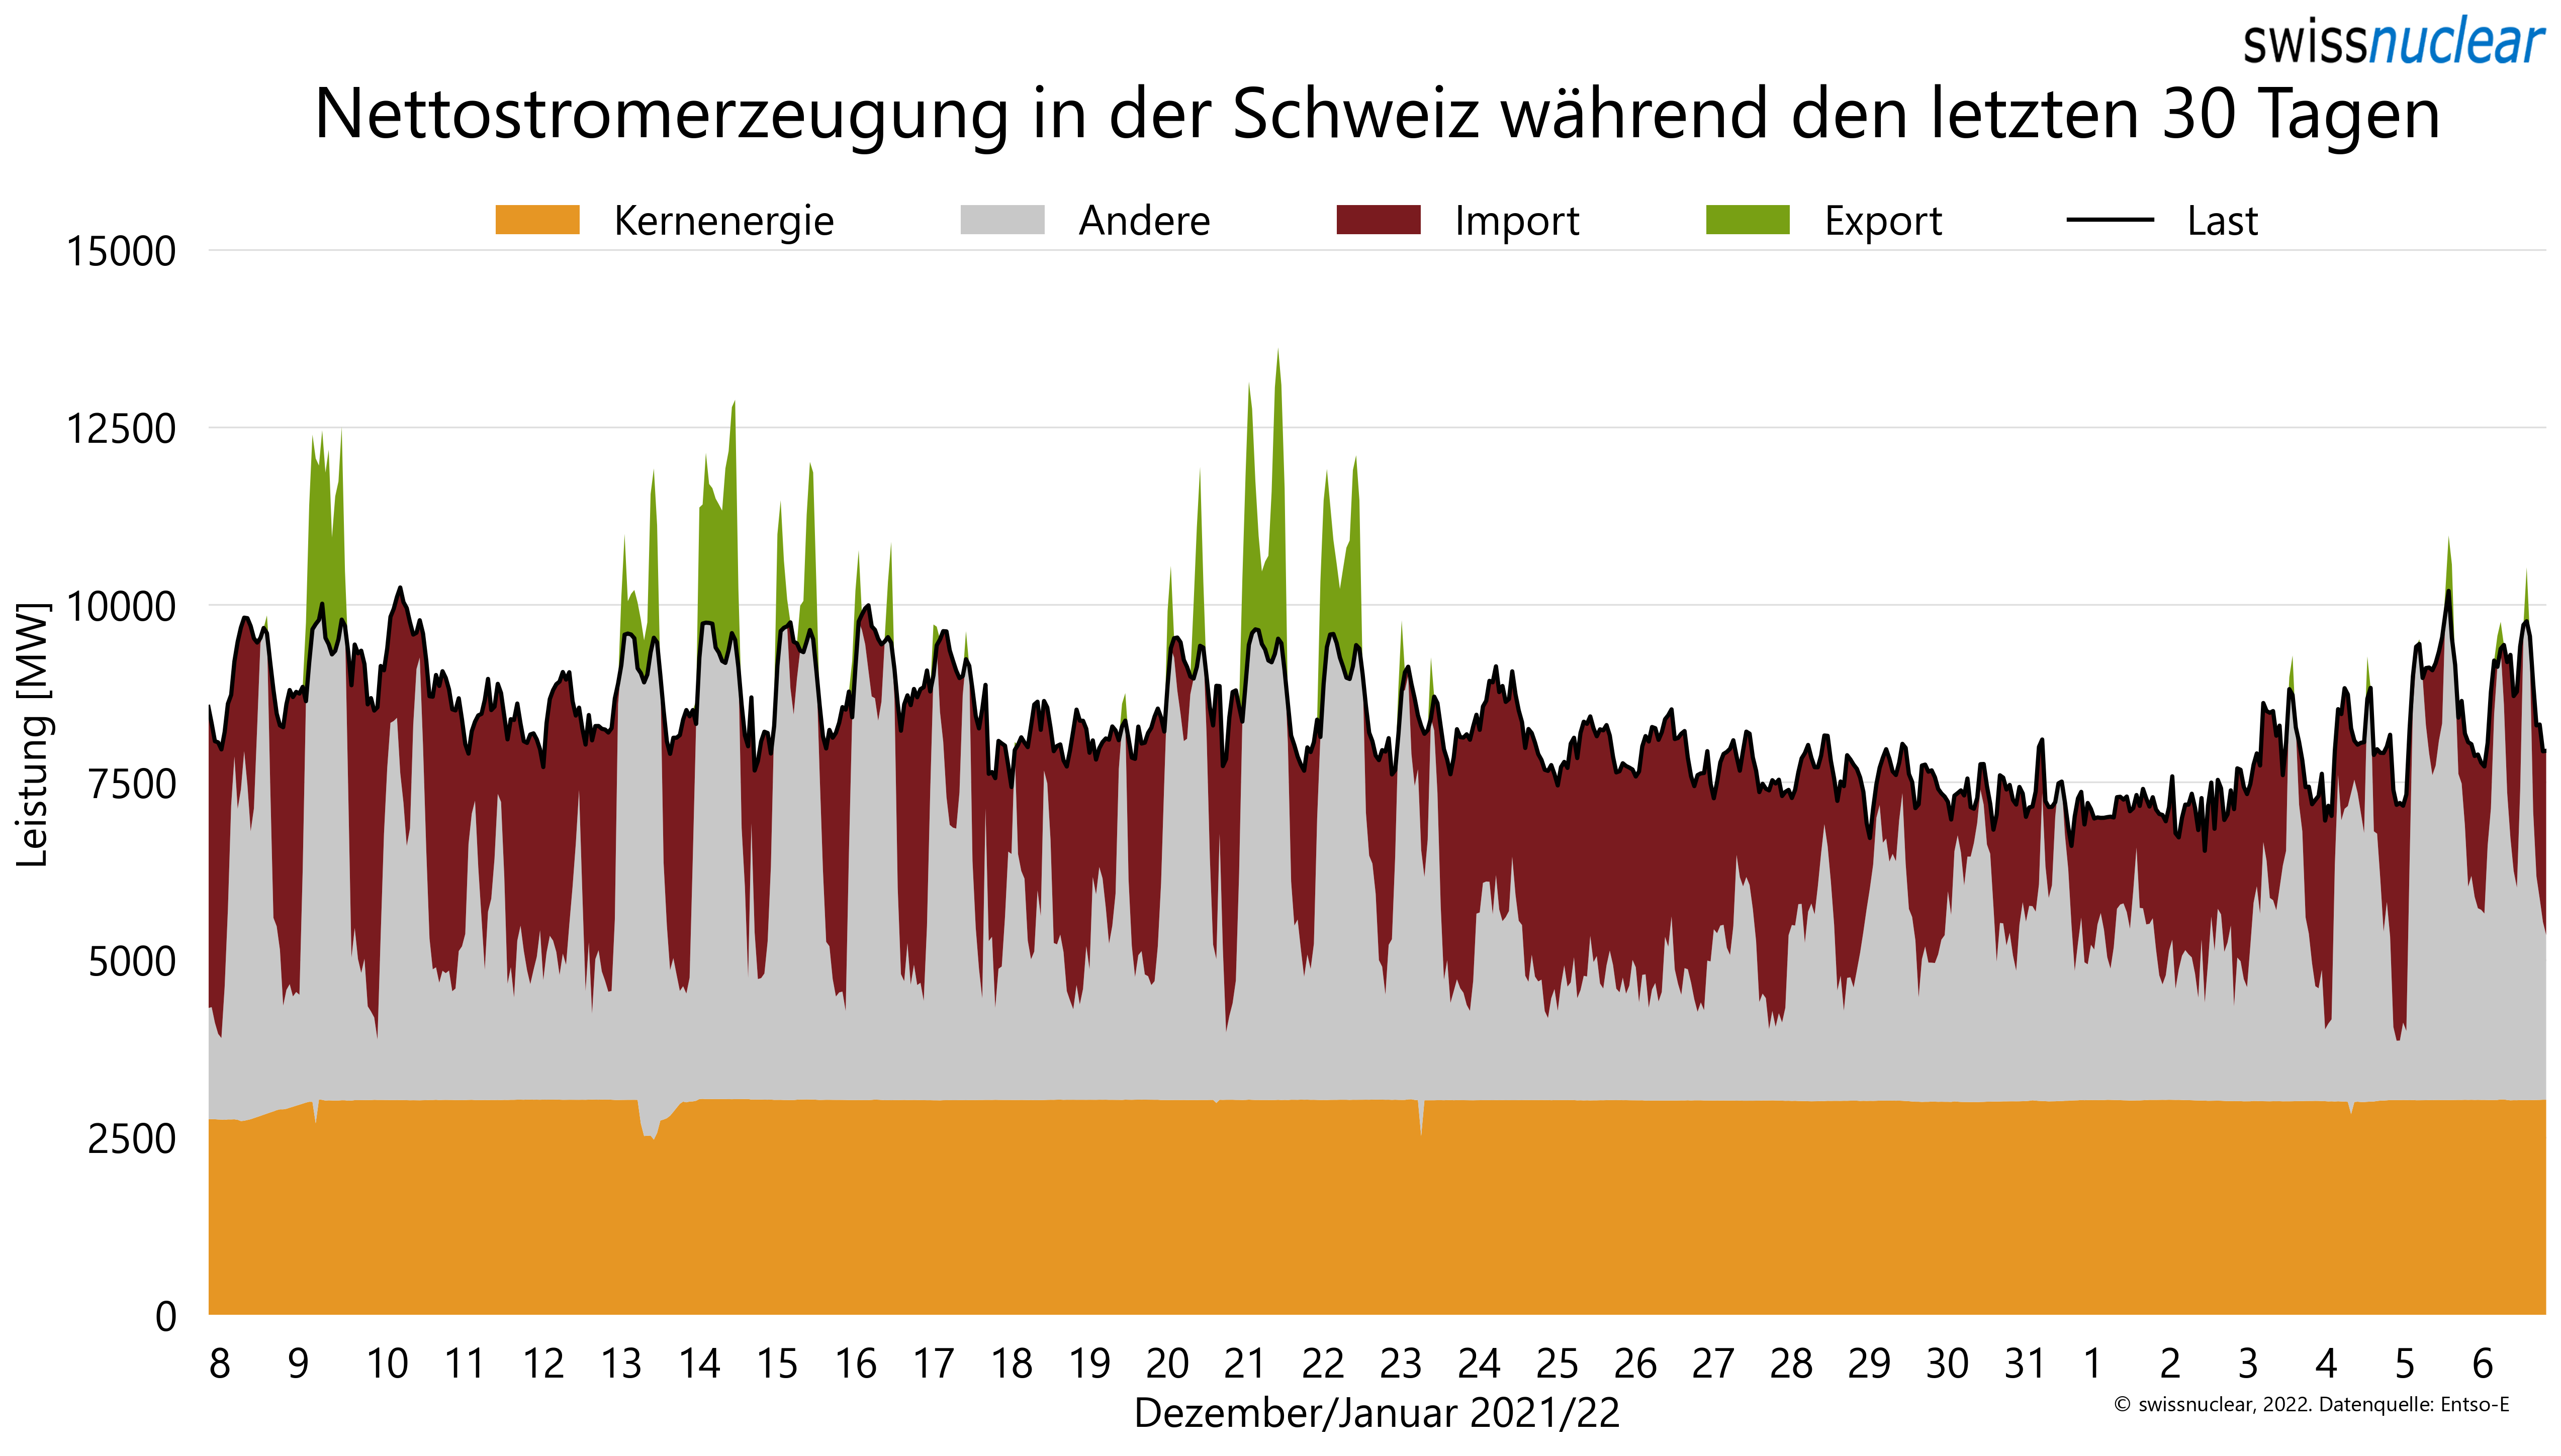 swissnuclear
Nettostromerzeugung in der Schweiz während den letzten 30 Tagen
Kernenergie Andere Import Export Last
15000
12500
10000
7500
5000
2500
0
Leistung [MW]
8 9 10 11 12 13 14 15 16 17 18 19 20 21 22 23 24 25 26 27 28 29 30 31 1 2 3 4 5 6
Dezember/Januar 2021/22
© swissnuclear, 2022. Datenquelle: Entso-E